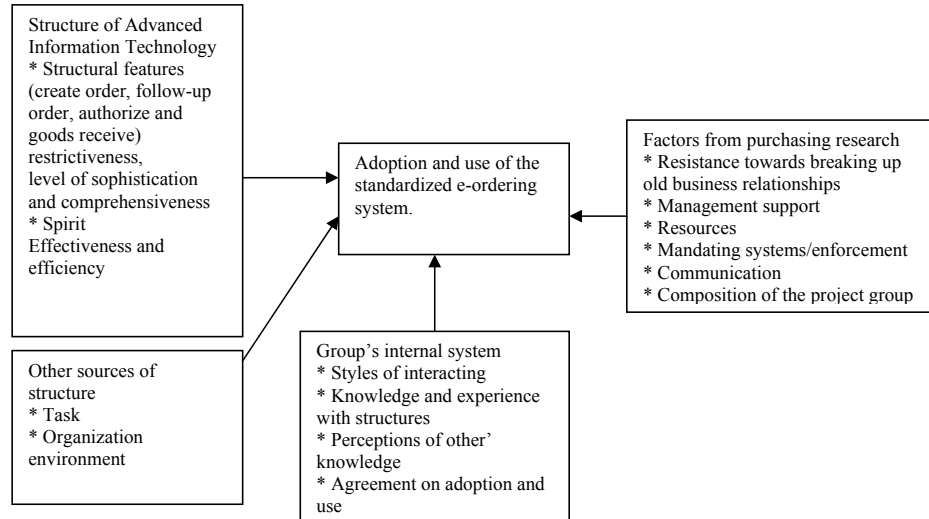 Structure of Advanced
Information Technology
* Structural features
(create order, follow-up
order, authorize and
goods receive)
restrictiveness,
level of sophistication
and comprehensiveness
* Spirit
Effectiveness and
efficiency
Other sources of
structure
* Task
* Organization
environment
Adoption and use of the
standardized e-ordering
system.
Group's internal system
* Styles of interacting
* Knowledge and experience
with structures
* Perceptions of other'
knowledge
* Agreement on adoption and
use
Factors from purchasing research
* Resistance towards breaking up
old business relationships
* Management support
* Resources
* Mandating systems/enforcement
* Communication
* Composition of the project group